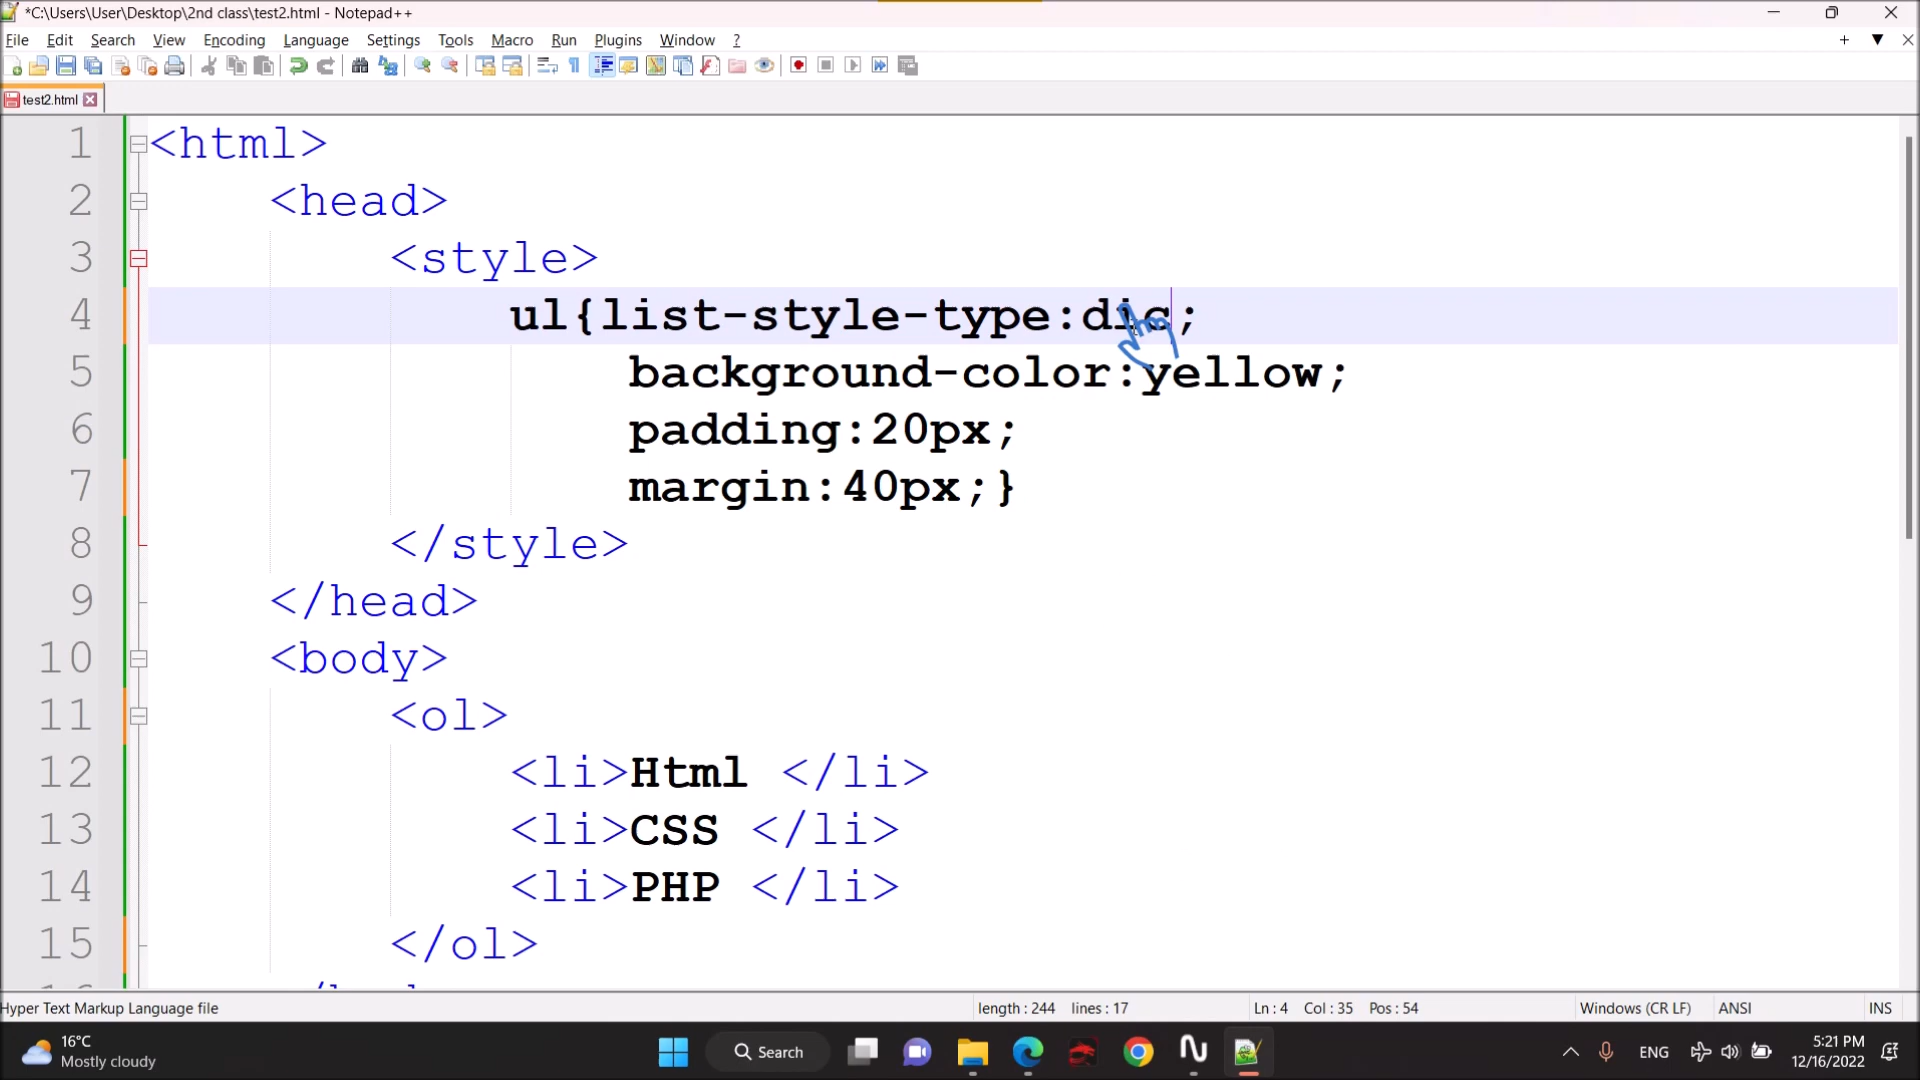 *C:\Users\User\Desktop\2nd class\test2.html - Notepad++
File Edit Search View Encoding Language Settings Tools Macro Run Plugins Window ?
test2.html
1 <html>
2 <head>
3 <style>
4 ul{list-style-type:dic;
5 background-color:yellow;
6 padding:20px;
7 margin:40px;}
8 </style>
9 </head>
10 <body>
11 <ol>
12 <li>Html </li>
13 <li>CSS </li>
14 <li>PHP </li>
15 </ol>
Hyper Text Markup Language file length : 244 lines : 17 Ln : 4 Col : 35 Pos : 54 Windows (CR LF) ANSI INS
16°C
Mostly cloudy
Search
ENG
5:21 PM
12/16/2022